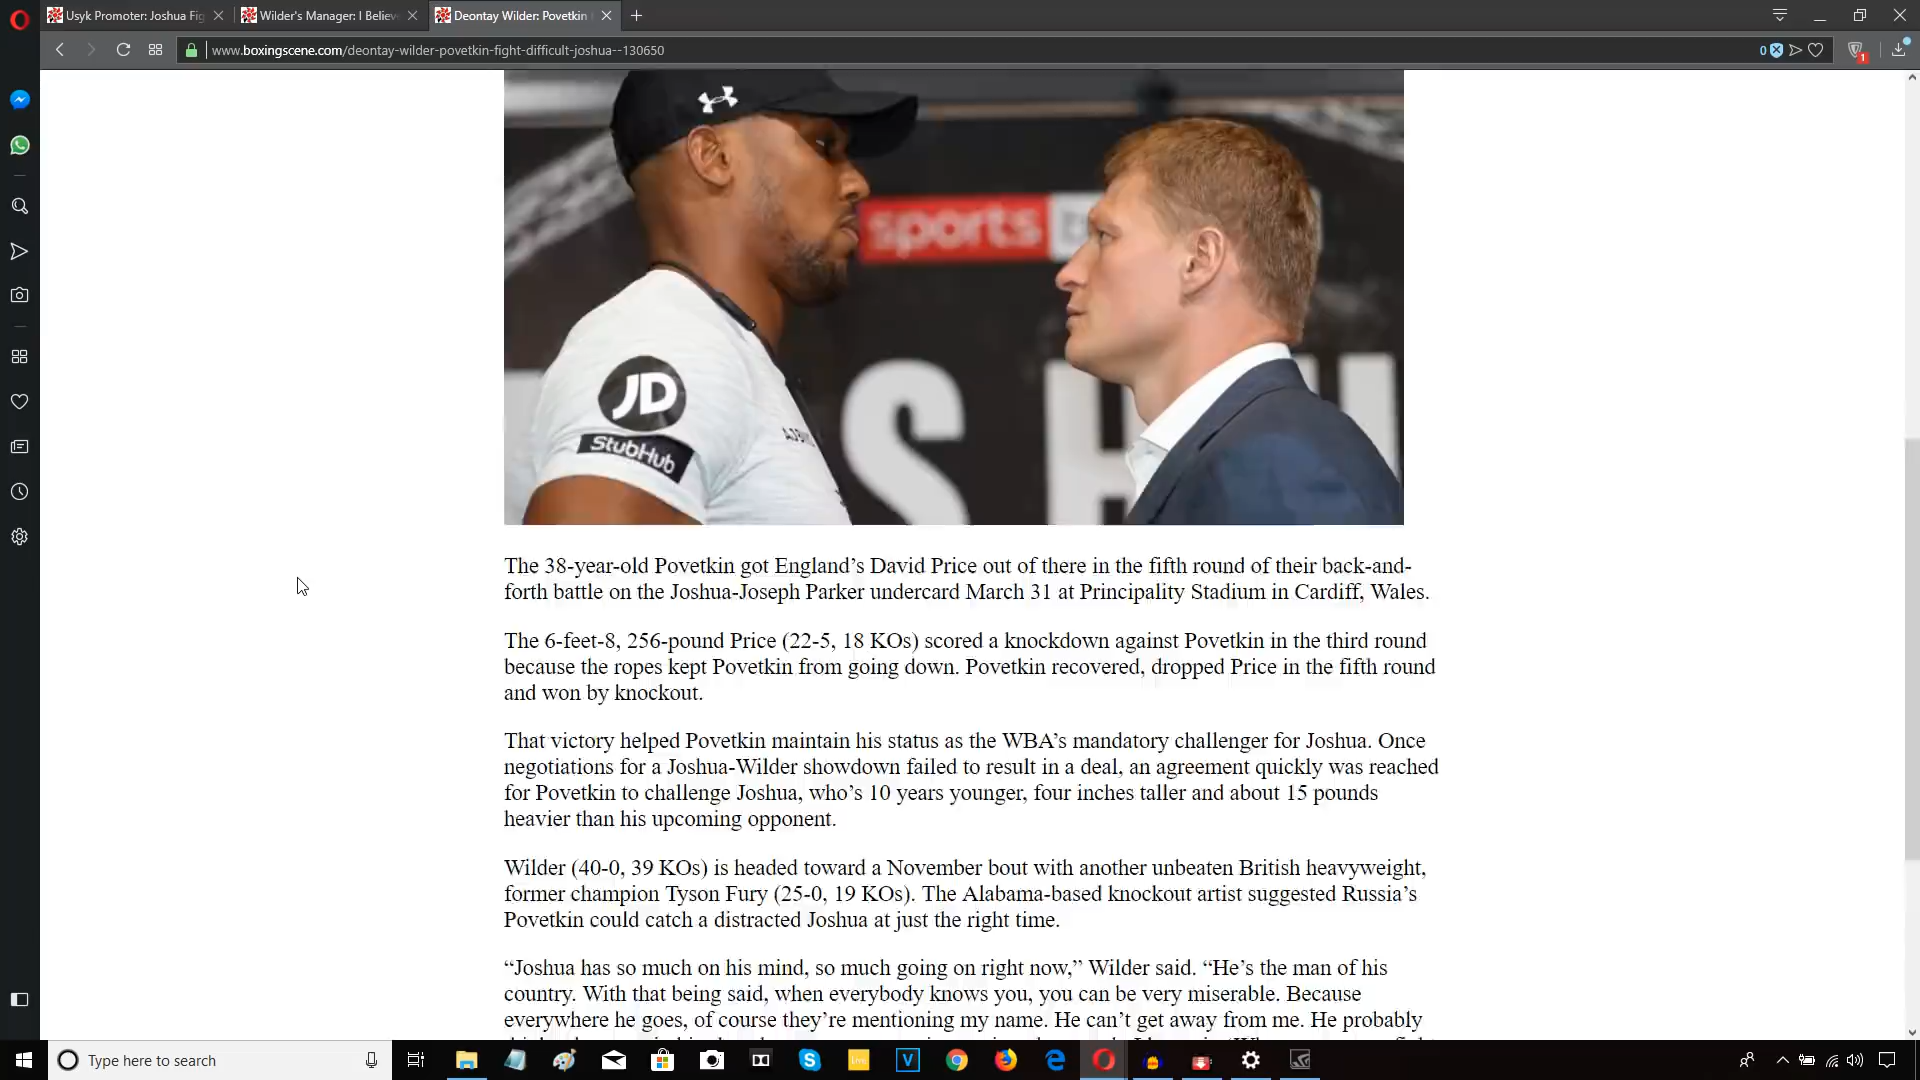 Usyk Promoter: Joshua Fig
Wilder's Manager: I Believe
Deontay Wilder: Povetkin
www.boxingscene.com/deontay-wilder-povetkin-fight-difficult-joshua--130650
0
1
sports
JD
StubHub
S H
The 38-year-old Povetkin got England’s David Price out of there in the fifth round of their back-and-
forth battle on the Joshua-Joseph Parker undercard March 31 at Principality Stadium in Cardiff, Wales.
The 6-feet-8, 256-pound Price (22-5, 18 KOs) scored a knockdown against Povetkin in the third round
because the ropes kept Povetkin from going down. Povetkin recovered, dropped Price in the fifth round
and won by knockout.
That victory helped Povetkin maintain his status as the WBA’s mandatory challenger for Joshua. Once
negotiations for a Joshua-Wilder showdown failed to result in a deal, an agreement quickly was reached
for Povetkin to challenge Joshua, who’s 10 years younger, four inches taller and about 15 pounds
heavier than his upcoming opponent.
Wilder (40-0, 39 KOs) is headed toward a November bout with another unbeaten British heavyweight,
former champion Tyson Fury (25-0, 19 KOs). The Alabama-based knockout artist suggested Russia’s
Povetkin could catch a distracted Joshua at just the right time.
“Joshua has so much on his mind, so much going on right now,” Wilder said. “He’s the man of his
country. With that being said, when everybody knows you, you can be very miserable. Because
everywhere he goes, of course they’re mentioning my name. He can’t get away from me. He probably
Type here to search